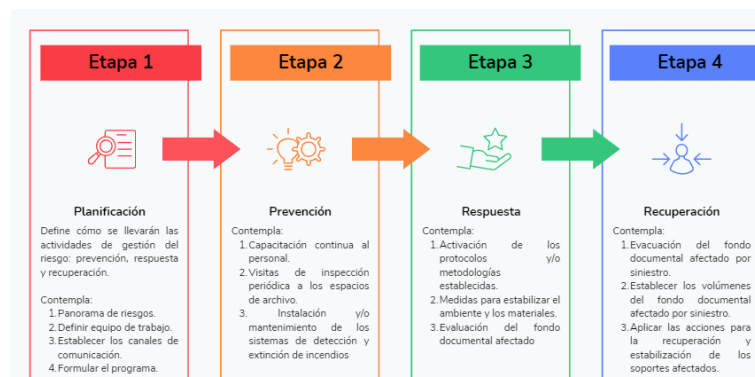 Etapa 1
Planificación
Define cómo se llevarán las
actividades de gestión del
riesgo: prevención, respuesta
y recuperación.
Contempla:
1. Panorama de riesgos.
2. Definir equipo de trabajo.
3. Establecer los canales de
comunicación.
4. Formular el programa.
Etapa 2
Prevención
Contempla:
1. Capacitación continua al
personal.
2. Visitas de inspección
periódica a los espacios
de archivo.
3. Instalación y/o
mantenimiento de los
sistemas de detección y
extinción de incendios
Etapa 3
Respuesta
Contempla:
1. Activación de los
protocolos y/o
metodologías
establecidas.
2. Medidas para estabilizar el
ambiente y los materiales.
3. Evaluación del fondo
documental afectado
Etapa 4
Recuperación
Contempla:
1. Evacuación del fondo
documental afectado por
siniestro.
2. Establecer los volúmenes
del fondo documental
afectado por siniestro.
3. Aplicar las acciones para
la recuperación y
estabilización de los
soportes afectados.